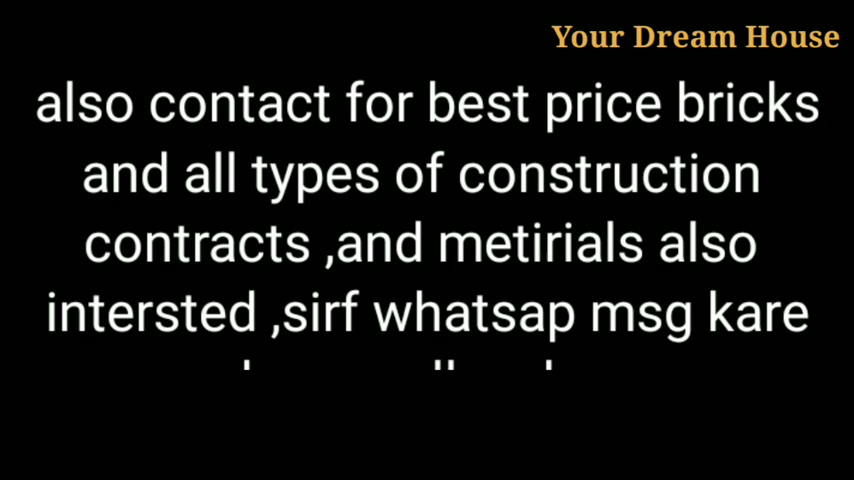 Your Dream House
also contact for best price bricks
and all types of construction
contracts ,and metirials also
intersted ,sirf whatsap msg kare